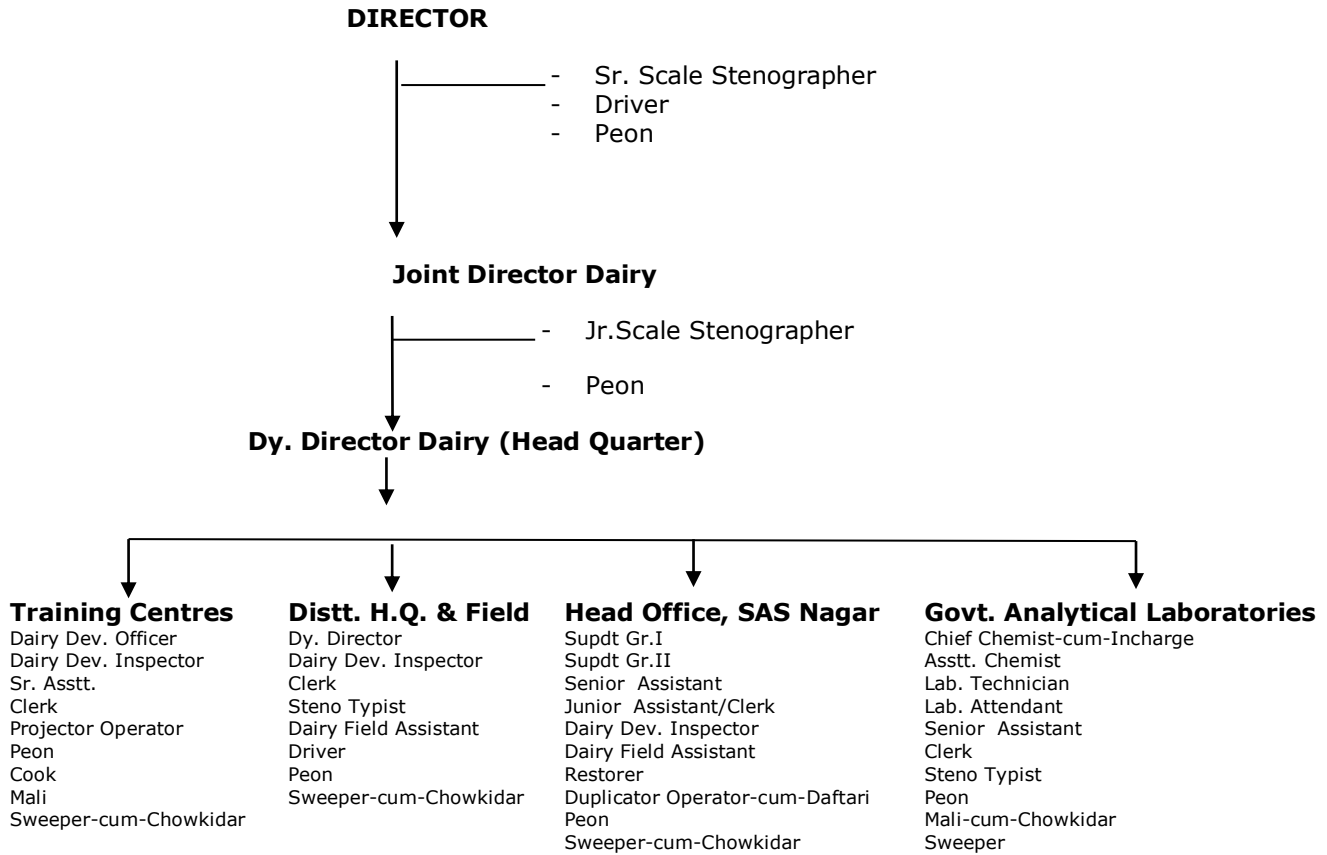 DIRECTOR
- Sr. Scale Stenographer
- Driver
- Peon
Joint Director Dairy
- Jr.Scale Stenographer
- Peon
Dy. Director Dairy (Head Quarter)
Training Centres
Dairy Dev. Officer
Dairy Dev. Inspector
Sr. Asstt.
Clerk
Projector Operator
Peon
Cook
Mali
Sweeper-cum-Chowkidar
Distt. H.Q. & Field
Dy. Director
Dairy Dev. Inspector
Clerk
Steno Typist
Dairy Field Assistant
Driver
Peon
Sweeper-cum-Chowkidar
Head Office, SAS Nagar
Supdt Gr.I
Supdt Gr.II
Senior Assistant
Junior Assistant/Clerk
Dairy Dev. Inspector
Dairy Field Assistant
Restorer
Duplicator Operator-cum-Daftari
Peon
Sweeper-cum-Chowkidar
Govt. Analytical Laboratories
Chief Chemist-cum-Incharge
Asstt. Chemist
Lab. Technician
Lab. Attendant
Senior Assistant
Clerk
Steno Typist
Peon
Mali-cum-Chowkidar
Sweeper